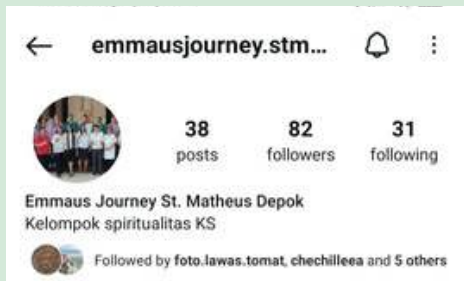 emmausjourney.stm...
38 82 31
posts followers following
Emmaus Journey St. Matheus Depok
Kelompok spiritualitas KS
Followed by foto.lawas.tomat, chechilleea and 5 others